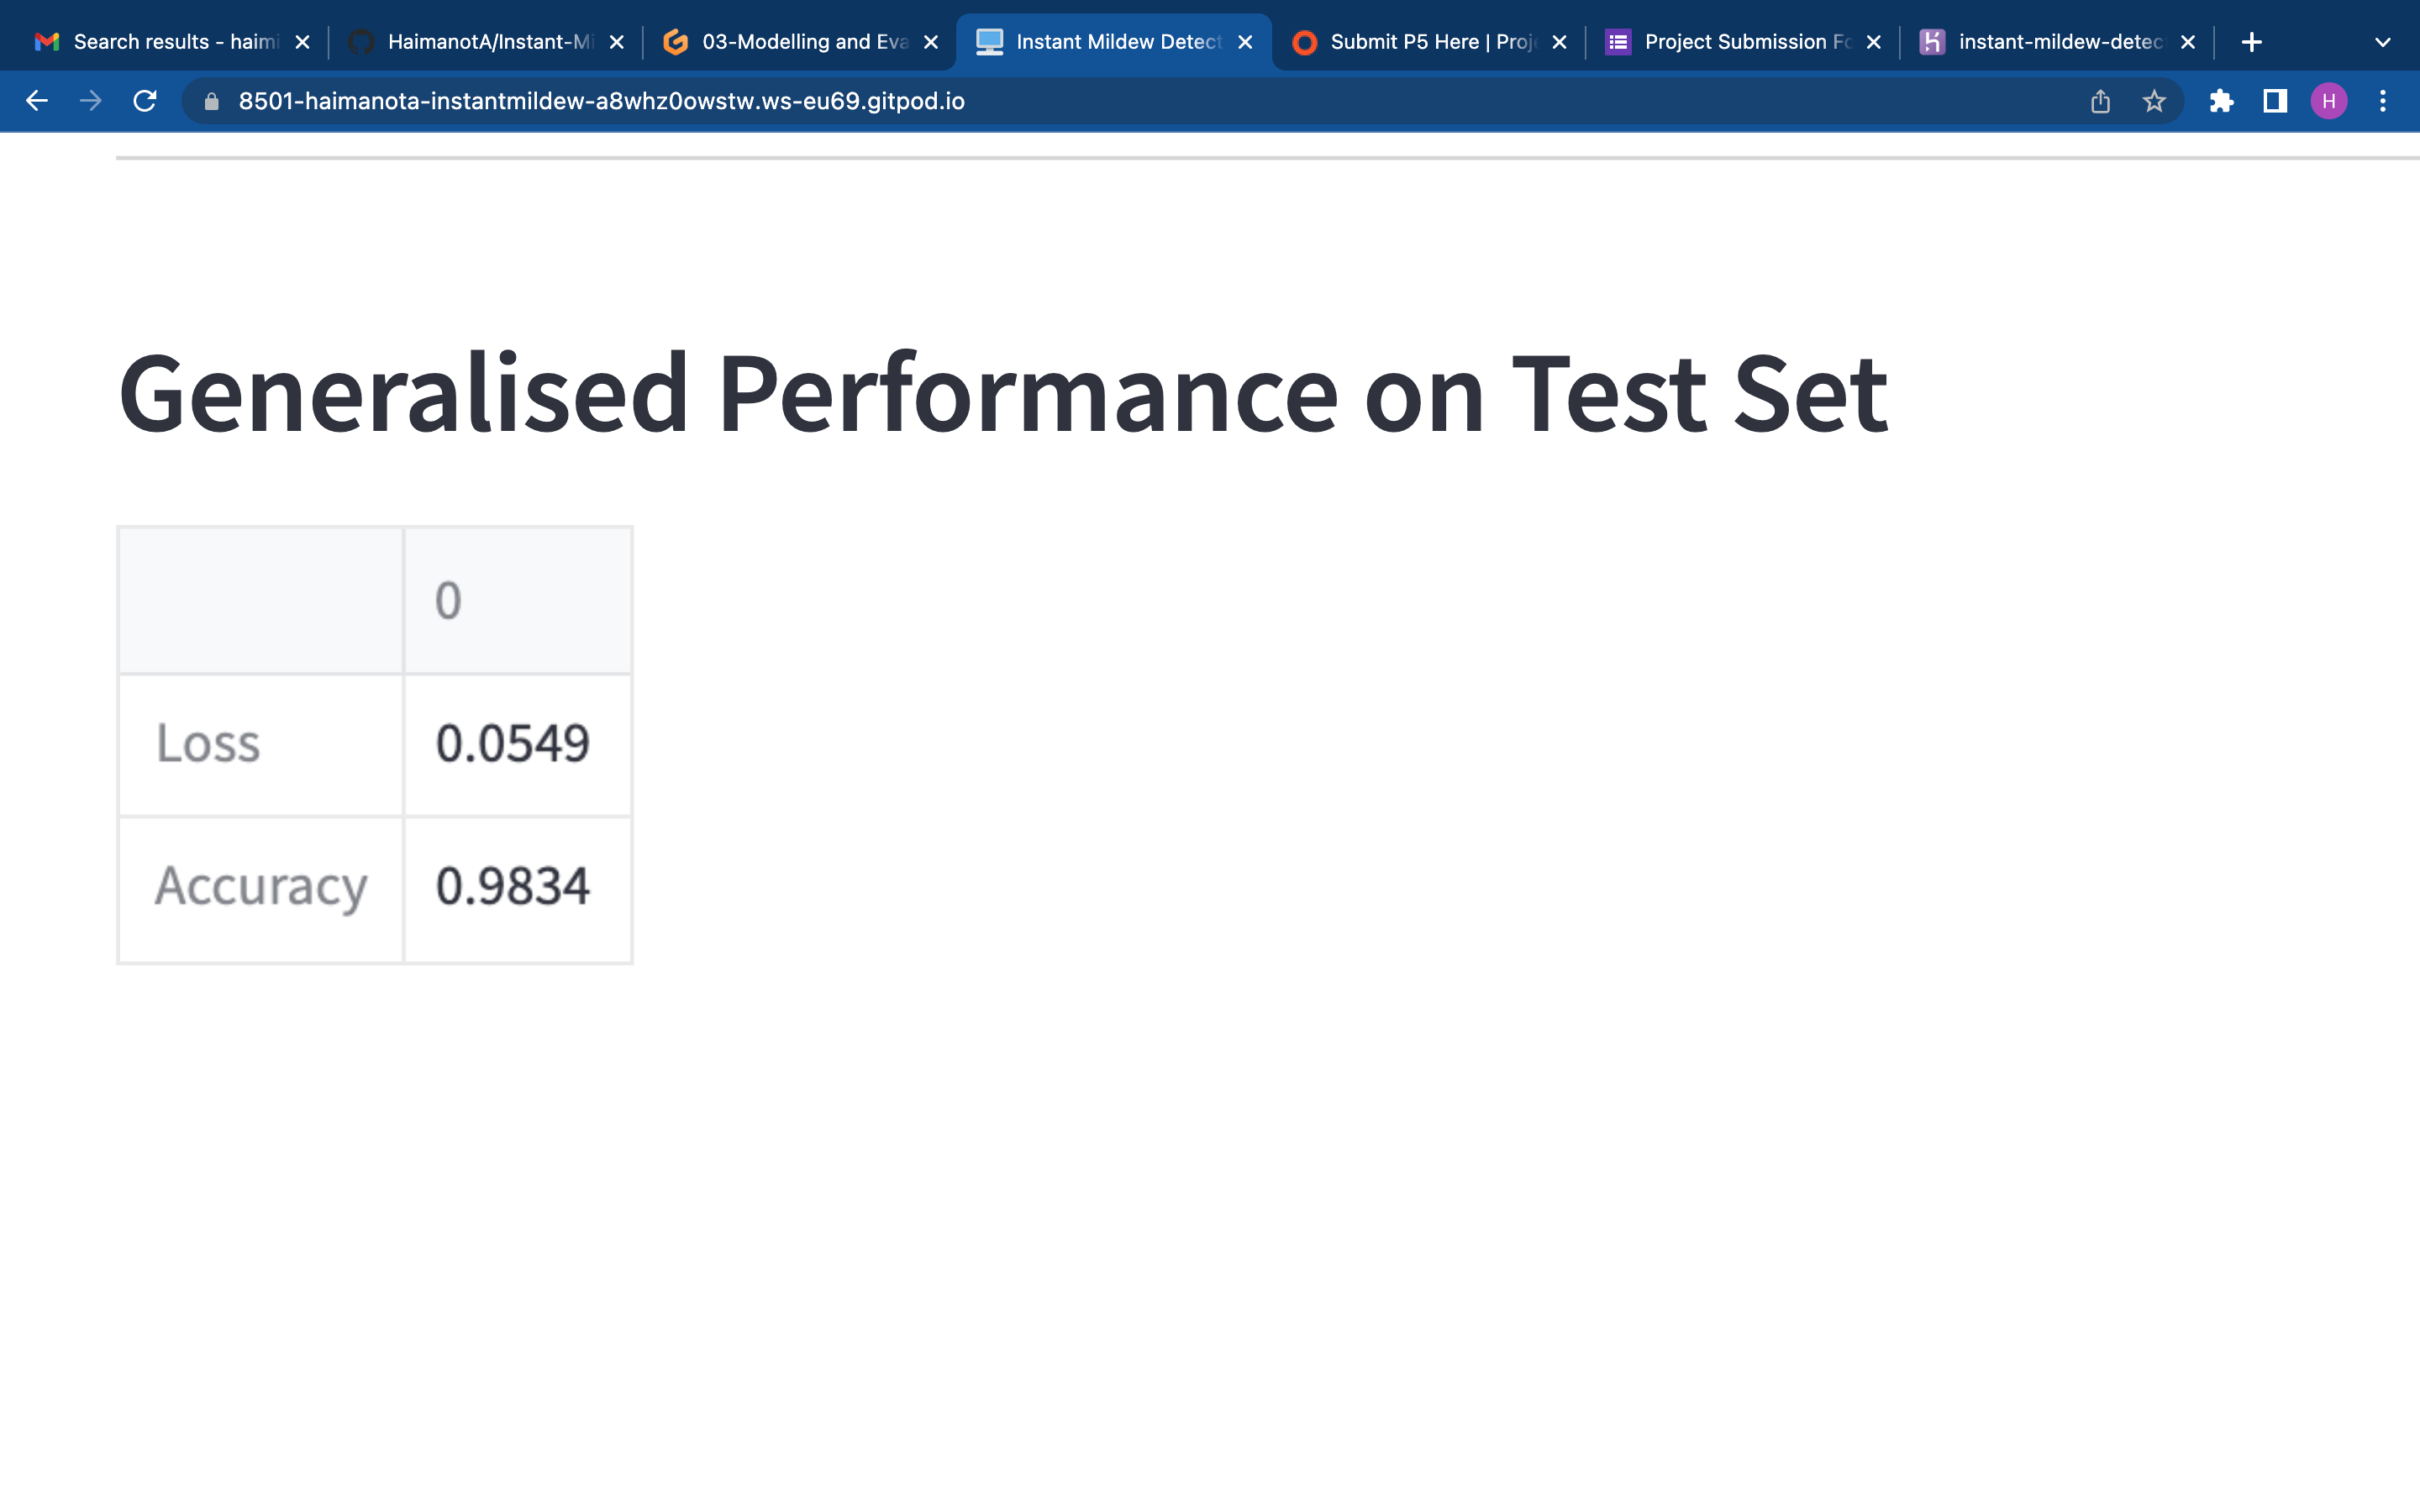 Search results - haimi
HaimanotA/Instant-Mi
03-Modelling and Eva
Instant Mildew Detect
Submit P5 Here | Proj
Project Submission Fo
instant-mildew-detec
8501-haimanota-instantmildew-a8whz0owstw.ws-eu69.gitpod.io
H
Generalised Performance on Test Set
0
Loss 0.0549
Accuracy 0.9834